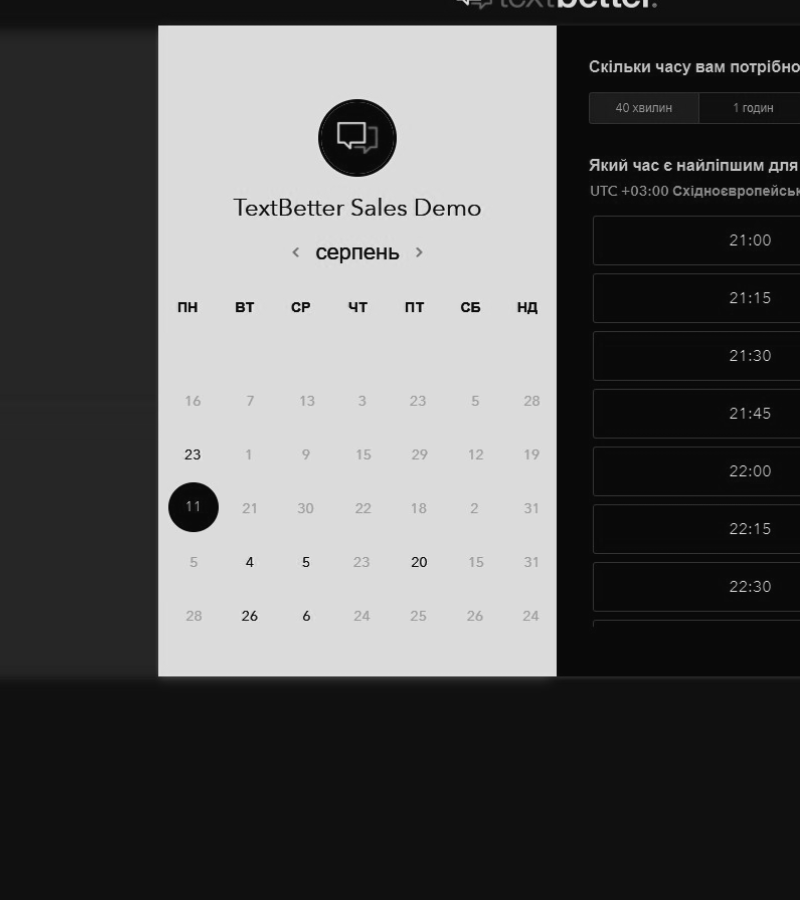 textbetter.
TextBetter Sales Demo
серпень
ПН ВТ СР ЧТ ПТ СБ НД
16 7 13 3 23 5 28
23 1 9 15 29 12 19
11 21 30 22 18 2 31
5 4 5 23 20 15 31
28 26 6 24 25 26 24
Скільки часу вам потрібно
40 хвилин 1 годин
Який час є найліпшим для
UTC +03:00 Східноєвропейськ
21:00
21:15
21:30
21:45
22:00
22:15
22:30